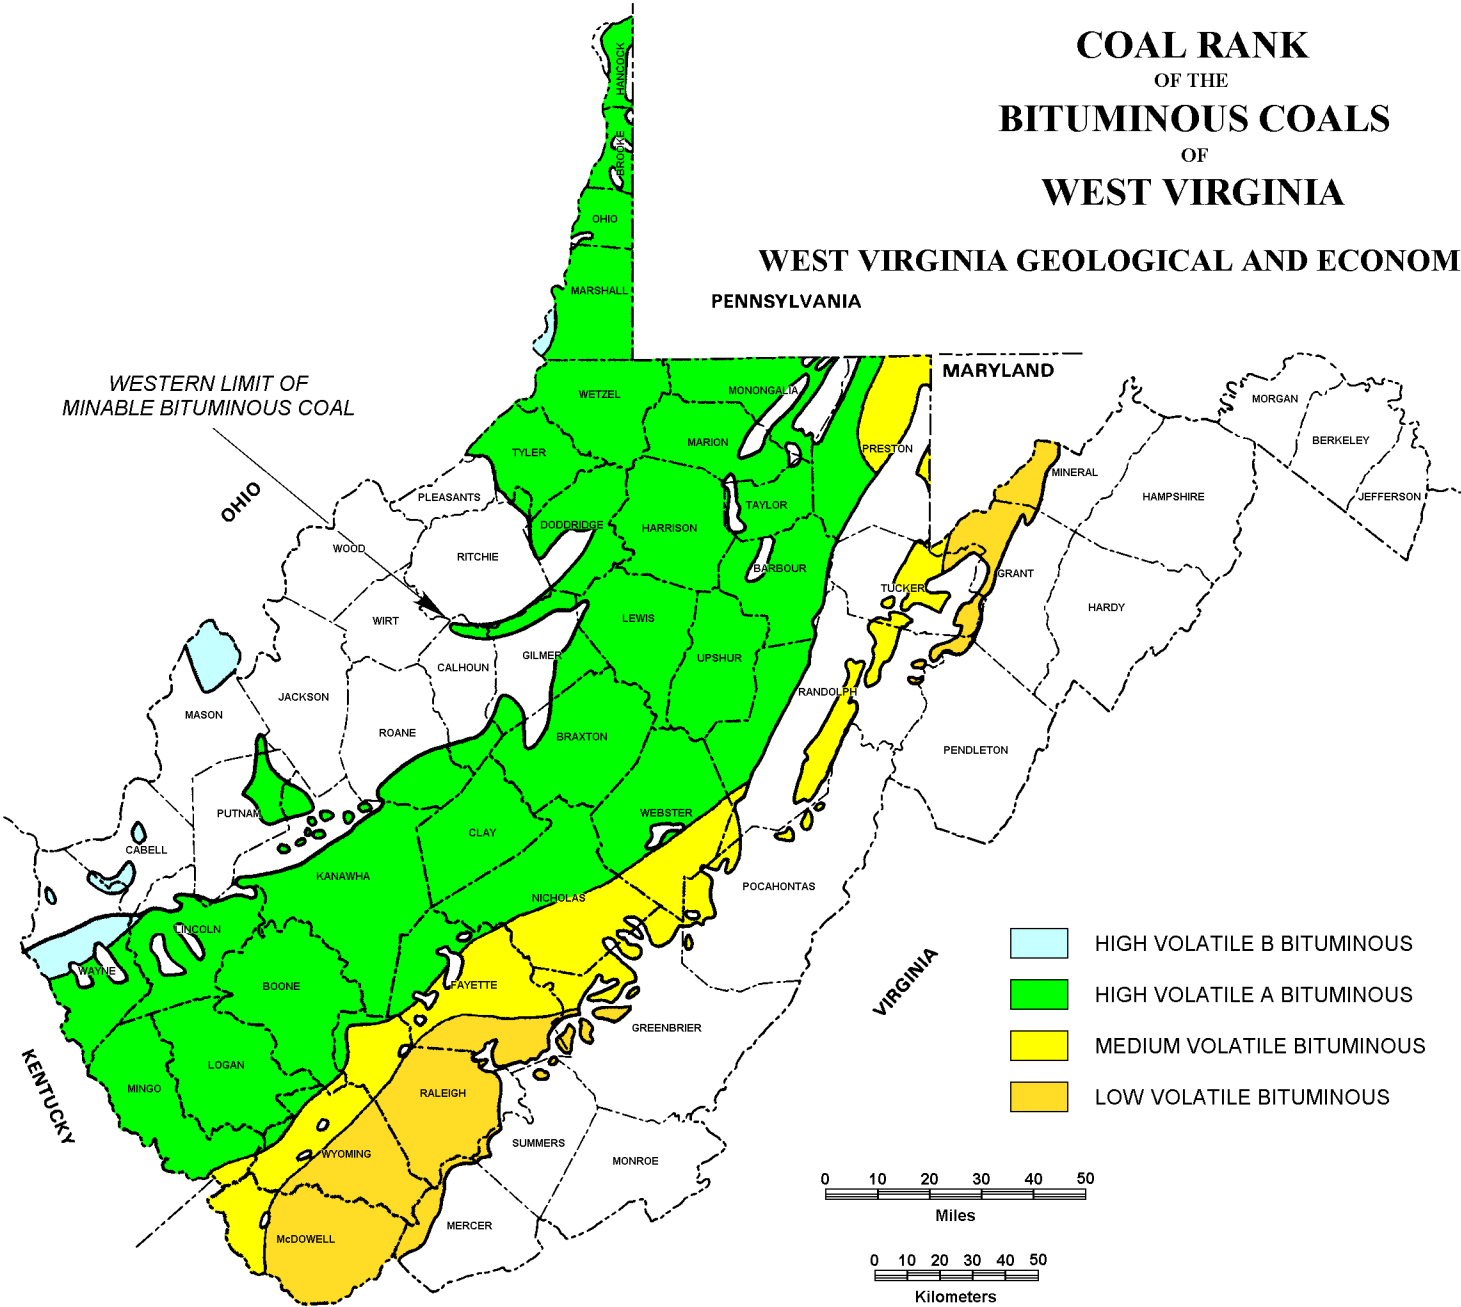 COAL RANK
OF THE
BITUMINOUS COALS
OF
WEST VIRGINIA
WEST VIRGINIA GEOLOGICAL AND ECONOM
PENNSYLVANIA
MARYLAND
WESTERN LIMIT OF
MINABLE BITUMINOUS COAL
OHIO
KENTUCKY
VIRGINIA
HANCOCK
BROOKE
OHIO
MARSHALL
WETZEL
MONONGALIA
MARION
PRESTON
TYLER
PLEASANTS
DODDRIDGE
HARRISON
TAYLOR
MINERAL
MORGAN
BERKELEY
JEFFERSON
HAMPSHIRE
WOOD
RITCHIE
BARBOUR
TUCKER
GRANT
HARDY
WIRT
LEWIS
CALHOUN
GILMER
UPSHUR
RANDOLPH
JACKSON
MASON
ROANE
BRAXTON
PENDLETON
PUTNAM
WEBSTER
CLAY
CABELL
KANAWHA
NICHOLAS
POCAHONTAS
LINCOLN
WAYNE
BOONE
FAYETTE
GREENBRIER
LOGAN
MINGO
RALEIGH
SUMMERS
MONROE
WYOMING
MERCER
McDOWELL
HIGH VOLATILE B BITUMINOUS
HIGH VOLATILE A BITUMINOUS
MEDIUM VOLATILE BITUMINOUS
LOW VOLATILE BITUMINOUS
0 10 20 30 40 50
Miles
0 10 20 30 40 50
Kilometers